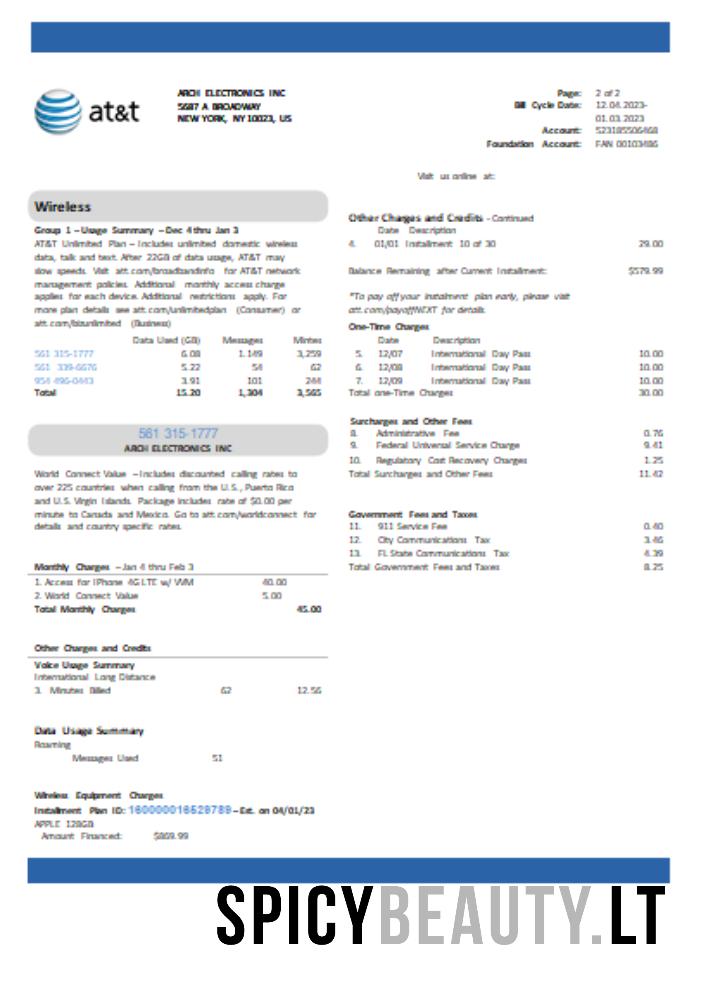 at&t
ARCH ELECTRONICS INC
5687 A BROADWAY
NEW YORK, NY 10023, US
Page: 2 of 2
Bill Cycle Date: 12.04.2023-
01.03.2023
Account: 523185506468
Foundation Account: FAN 00103486
Visit us online at:
Wireless
Group 1 – Usage Summary – Dec 4 thru Jan 3
AT&T Unlimited Plan – Includes unlimited domestic wireless
data, talk and text. After 22GB of data usage, AT&T may
slow speeds. Visit att.com/broadbandinfo for AT&T network
management policies. Additional monthly access charge
applies for each device. Additional restrictions apply. For
more plan details see att.com/unlimitedplan (Consumer) or
att.com/bizunlimited (Business)
Data Used (GB) Messages Mintes
561 315-1777 6.08 1.149 3,259
561 339-6676 5.22 54 62
954 496-0443 3.91 101 244
Total 15.20 1,304 3,565
561 315-1777
ARCH ELECTRONICS INC
World Connect Value – Includes discounted calling rates to
over 225 countries when calling from the U.S., Puerto Rica
and U.S. Virgin Islands. Package includes rate of $0.00 per
minute to Canada and Mexico. Go to att.com/worldconnect for
details and country specific rates.
Monthly Charges – Jan 4 thru Feb 3
1. Access for IPhone 4G LTE w/ VVM 40.00
2. World Connect Value 5.00
Total Monthly Charges 45.00
Other Charges and Credits
Voice Usage Summary
International Long Distance
3. Minutes Billed 62 12.56
Data Usage Summary
Roaming
Messages Used 51
Wireless Equipment Charges
Installment Plan ID: 160000016529789 – Est. on 04/01/23
APPLE 128GB
Amount Financed: $869.99
Other Charges and Credits - Continued
Date Description
4. 01/01 Installment 10 of 30 29.00
Balance Remaining after Current Installment: $579.99
*To pay off your instalment plan early, please visit
att.com/payoffNEXT for details.
One-Time Charges
Date Description
5. 12/07 International Day Pass 10.00
6. 12/08 International Day Pass 10.00
7. 12/09 International Day Pass 10.00
Total one-Time Charges 30.00
Surcharges and Other Fees
8. Administrative Fee 0.76
9. Federal Universal Service Charge 9.41
10. Regulatory Cost Recovery Charges 1.25
Total Surcharges and Other Fees 11.42
Government Fees and Taxes
11. 911 Service Fee 0.40
12. City Communications Tax 3.46
13. FL State Communications Tax 4.39
Total Government Fees and Taxes 8.25
SPICYBEAUTY.LT